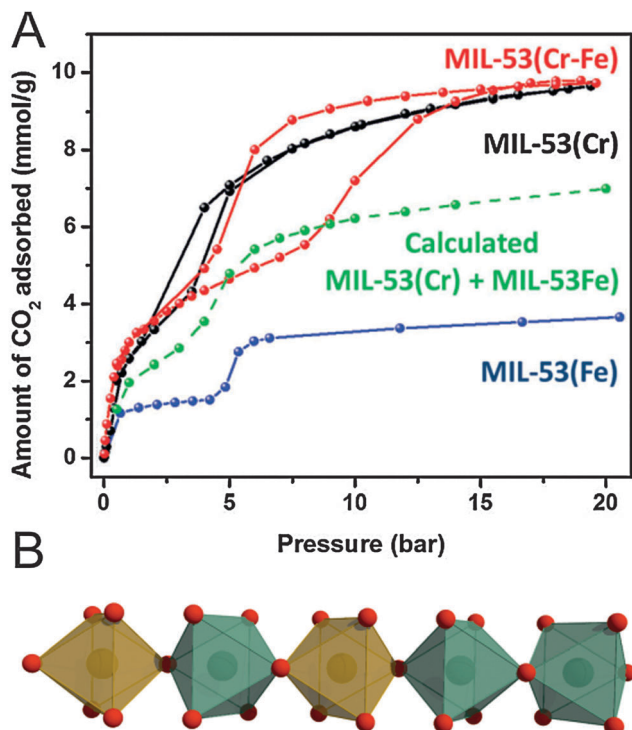 A
MIL-53(Cr-Fe)
MIL-53(Cr)
Calculated
MIL-53(Cr) + MIL-53Fe)
MIL-53(Fe)
Amount of CO₂ adsorbed (mmol/g)
10
8
6
4
2
0
0 5 10 15 20
Pressure (bar)
B